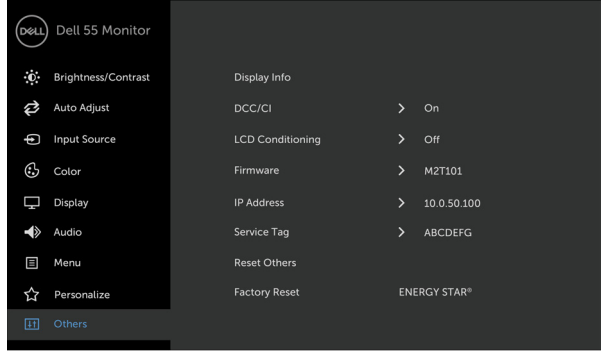 DELL Dell 55 Monitor
Brightness/Contrast
Auto Adjust
Input Source
Color
Display
Audio
Menu
Personalize
Others
Display Info
DCC/CI > On
LCD Conditioning > Off
Firmware > M2T101
IP Address > 10.0.50.100
Service Tag > ABCDEFG
Reset Others
Factory Reset ENERGY STAR®